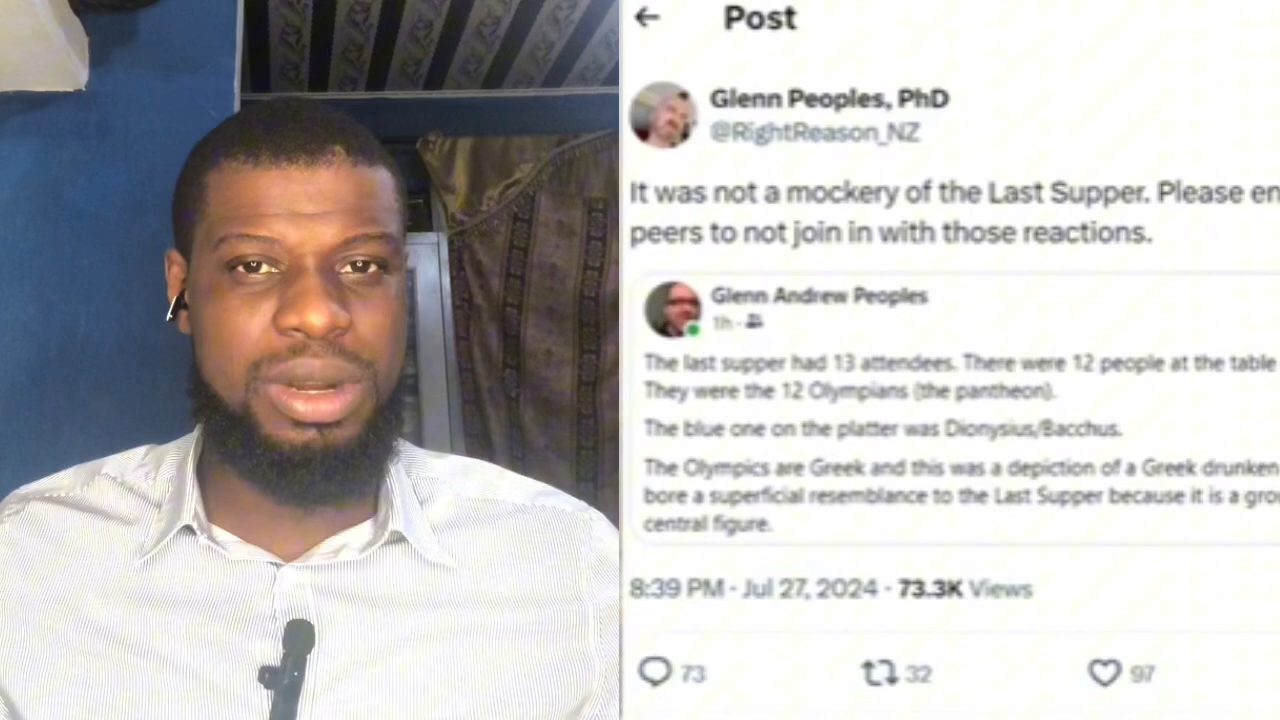 Post
Glenn Peoples, PhD
@RightReason_NZ
It was not a mockery of the Last Supper. Please en
peers to not join in with those reactions.
Glenn Andrew Peoples
1h ·
The last supper had 13 attendees. There were 12 people at the table
They were the 12 Olympians (the pantheon).
The blue one on the platter was Dionysius/Bacchus.
The Olympics are Greek and this was a depiction of a Greek drunken
bore a superficial resemblance to the Last Supper because it is a gro
central figure.
8:39 PM · Jul 27, 2024 · 73.3K Views
73 32 97